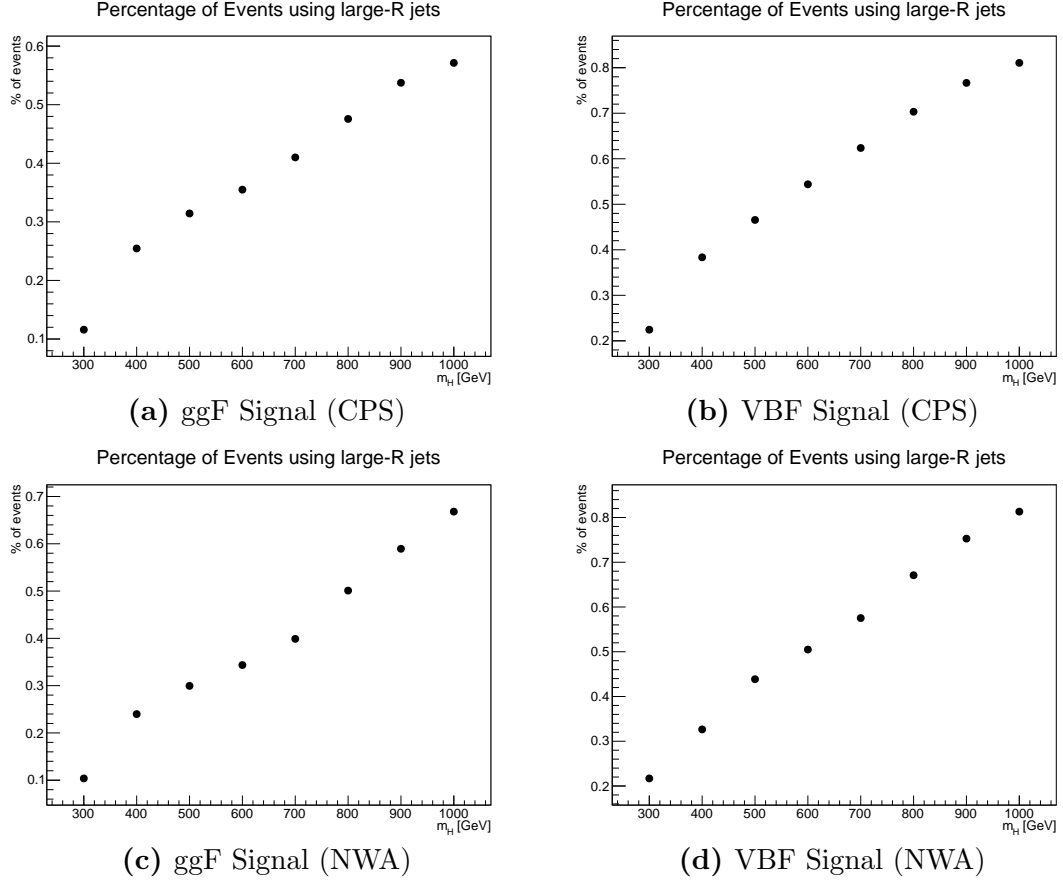 Percentage of Events using large-R jets
% of events
0.6
0.5
0.4
0.3
0.2
0.1
300 400 500 600 700 800 900 1000
m_H [GeV]
(a) ggF Signal (CPS)
Percentage of Events using large-R jets
% of events
0.8
0.7
0.6
0.5
0.4
0.3
0.2
300 400 500 600 700 800 900 1000
m_H [GeV]
(b) VBF Signal (CPS)
Percentage of Events using large-R jets
% of events
0.7
0.6
0.5
0.4
0.3
0.2
0.1
300 400 500 600 700 800 900 1000
m_H [GeV]
(c) ggF Signal (NWA)
Percentage of Events using large-R jets
% of events
0.8
0.7
0.6
0.5
0.4
0.3
0.2
300 400 500 600 700 800 900 1000
m_H [GeV]
(d) VBF Signal (NWA)